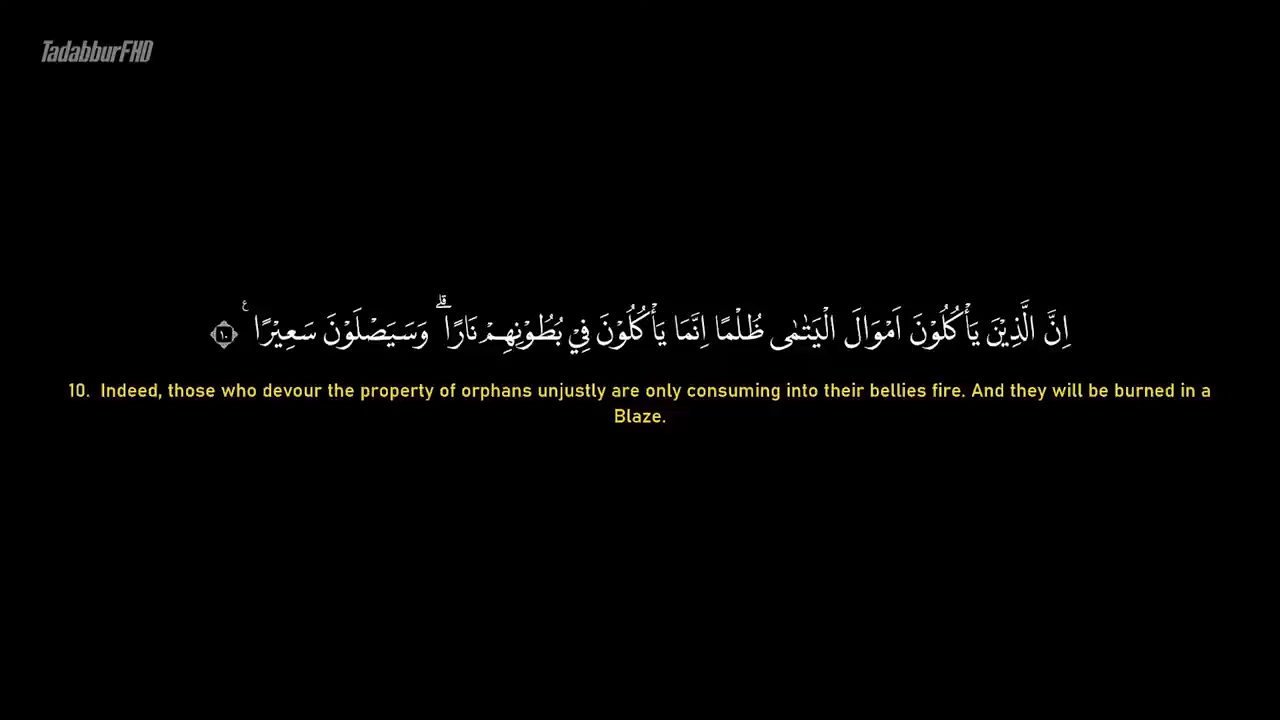 TadabburFHD
اِنَّ الَّذِيْنَ يَأْكُلُوْنَ اَمْوَالَ الْيَتٰمٰى ظُلْمًا اِنَّمَا يَأْكُلُوْنَ فِيْ بُطُوْنِهِمْ نَارًاۗ وَسَيَصْلَوْنَ سَعِيْرًا ࣖ ١٠
10. Indeed, those who devour the property of orphans unjustly are only consuming into their bellies fire. And they will be burned in a
Blaze.